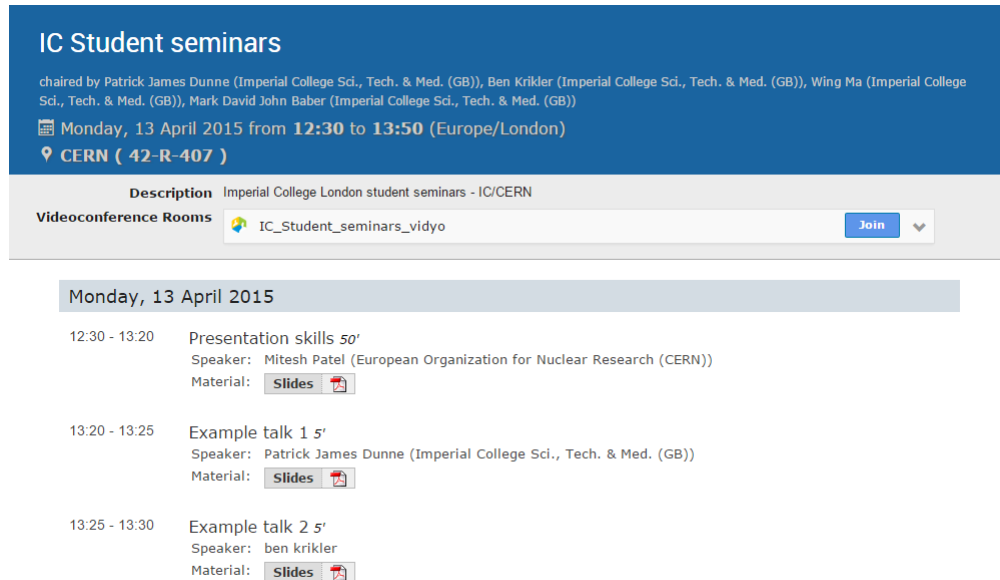 IC Student seminars
chaired by Patrick James Dunne (Imperial College Sci., Tech. & Med. (GB)), Ben Krikler (Imperial College Sci., Tech. & Med. (GB)), Wing Ma (Imperial College
Sci., Tech. & Med. (GB)), Mark David John Baber (Imperial College Sci., Tech. & Med. (GB))
Monday, 13 April 2015 from 12:30 to 13:50 (Europe/London)
CERN ( 42-R-407 )
Description Imperial College London student seminars - IC/CERN
Videoconference Rooms
IC_Student_seminars_vidyo Join
Monday, 13 April 2015
12:30 - 13:20 Presentation skills 50'
Speaker: Mitesh Patel (European Organization for Nuclear Research (CERN))
Material: Slides
13:20 - 13:25 Example talk 1 5'
Speaker: Patrick James Dunne (Imperial College Sci., Tech. & Med. (GB))
Material: Slides
13:25 - 13:30 Example talk 2 5'
Speaker: ben krikler
Material: Slides